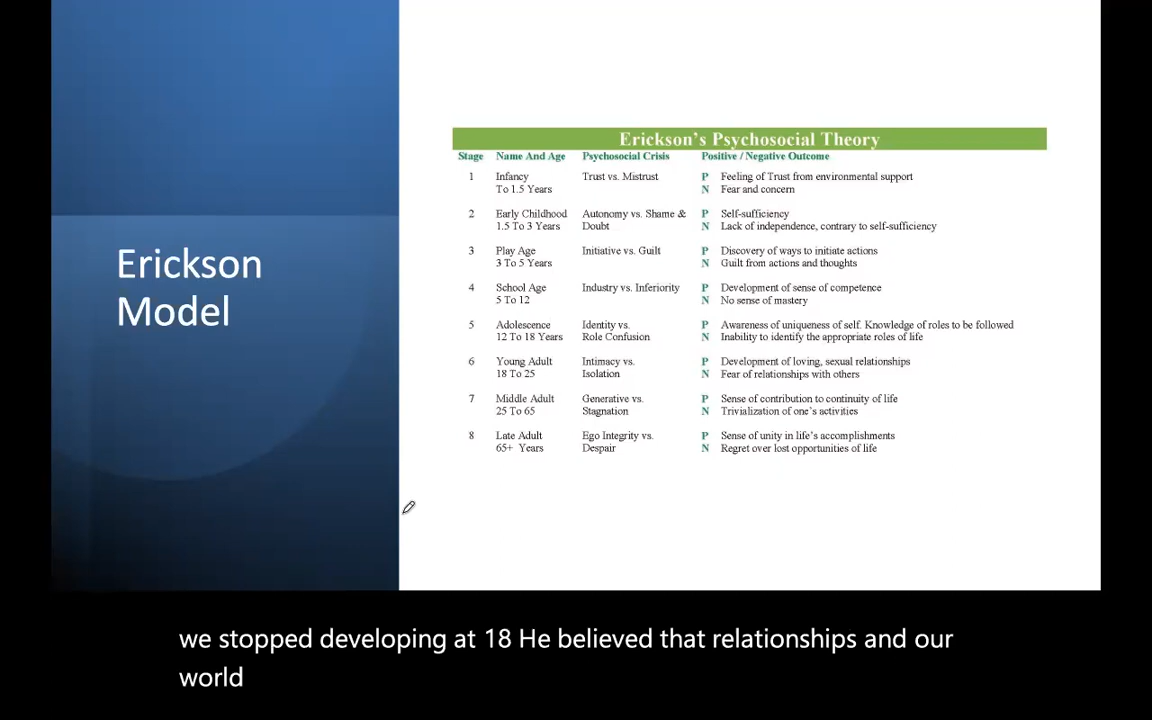 Erickson
Model
Erickson's Psychosocial Theory
Stage Name And Age Psychosocial Crisis Positive / Negative Outcome
1 Infancy Trust vs. Mistrust P Feeling of Trust from environmental support
To 1.5 Years N Fear and concern
2 Early Childhood Autonomy vs. Shame & P Self-sufficiency
1.5 To 3 Years Doubt N Lack of independence, contrary to self-sufficiency
3 Play Age Initiative vs. Guilt P Discovery of ways to initiate actions
3 To 5 Years N Guilt from actions and thoughts
4 School Age Industry vs. Inferiority P Development of sense of competence
5 To 12 N No sense of mastery
5 Adolescence Identity vs. P Awareness of uniqueness of self. Knowledge of roles to be followed
12 To 18 Years Role Confusion N Inability to identify the appropriate roles of life
6 Young Adult Intimacy vs. P Development of loving, sexual relationships
18 To 25 Isolation N Fear of relationships with others
7 Middle Adult Generative vs. P Sense of contribution to continuity of life
25 To 65 Stagnation N Trivialization of one's activities
8 Late Adult Ego Integrity vs. P Sense of unity in life's accomplishments
65+ Years Despair N Regret over lost opportunities of life
we stopped developing at 18 He believed that relationships and our
world